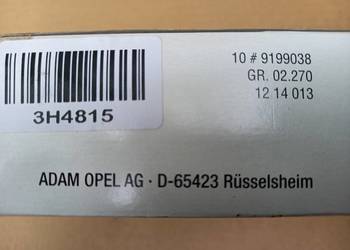 10 # 9199038
GR. 02.270
12 14 013
3H4815
ADAM OPEL AG · D-65423 Rüsselsheim